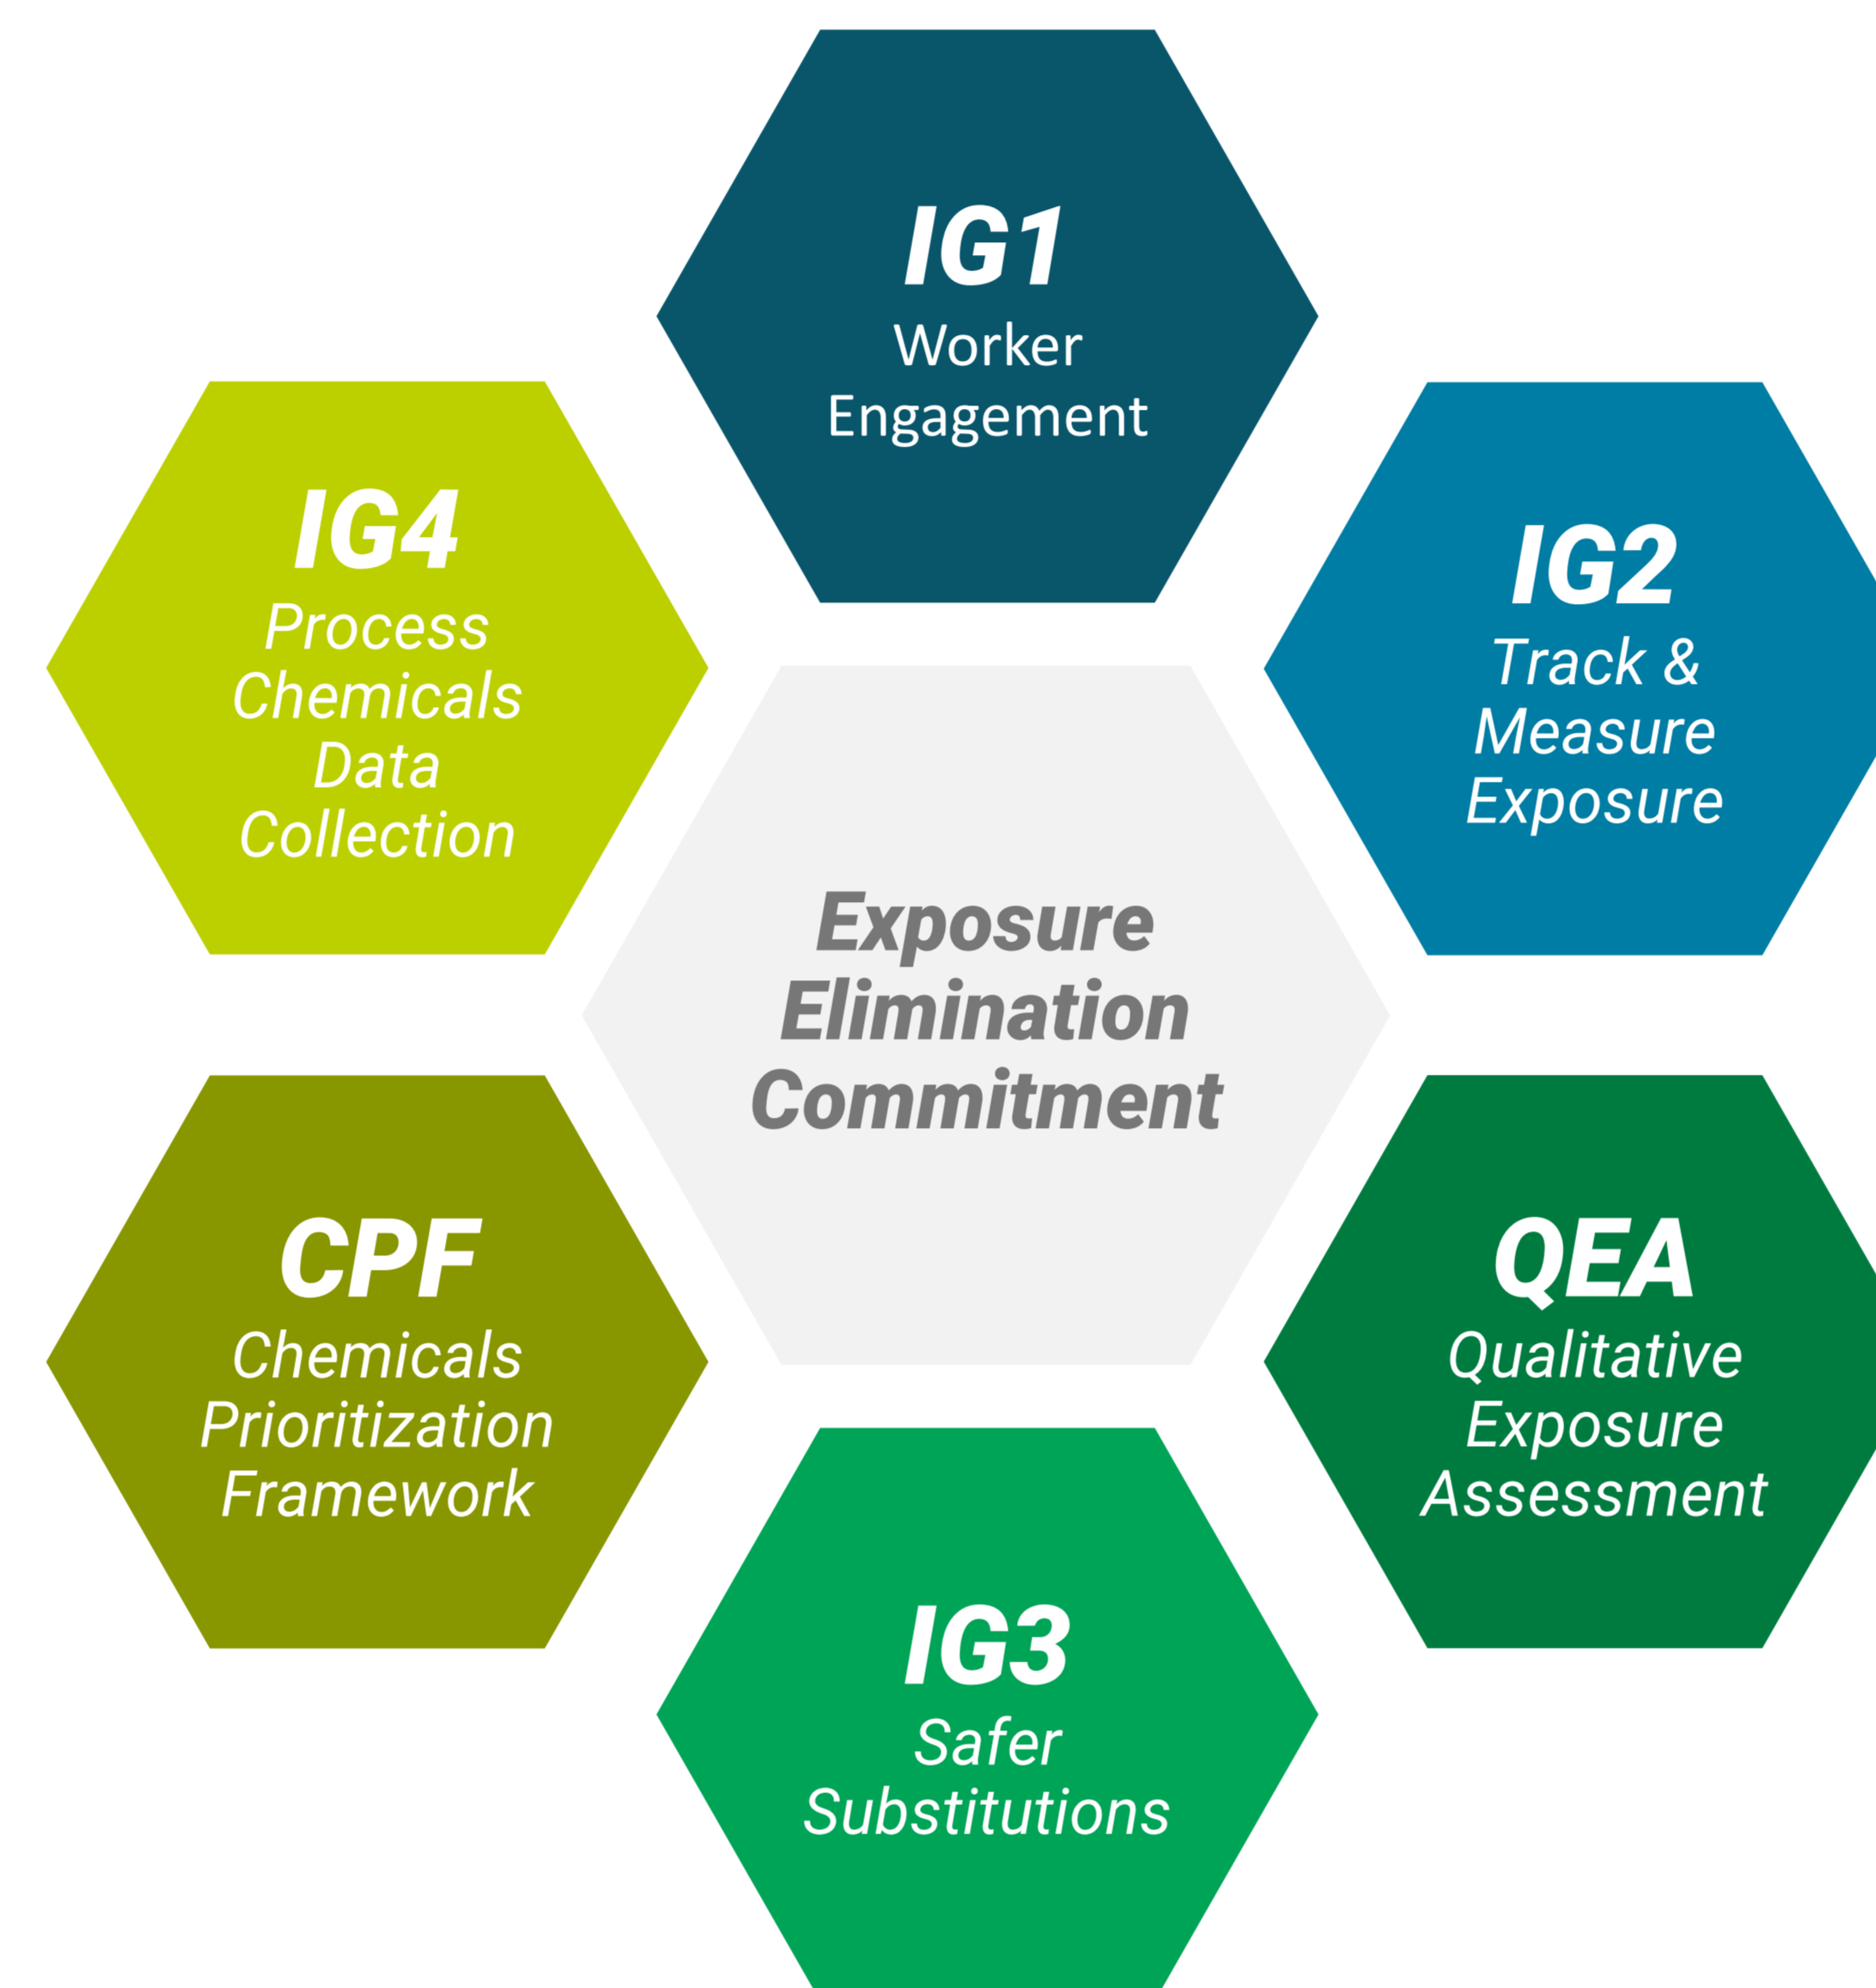 IG1
Worker
Engagement
IG4
Process
Chemicals
Data
Collection
IG2
Track &
Measure
Exposure
Exposure
Elimination
Commitment
CPF
Chemicals
Prioritization
Framework
QEA
Qualitative
Exposure
Assessment
IG3
Safer
Substitutions